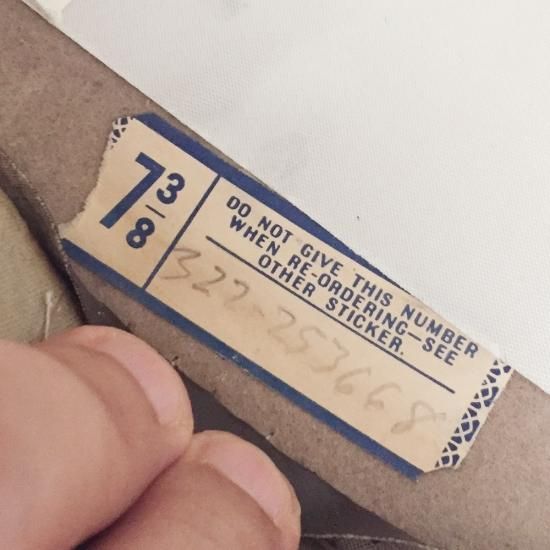 7 3/8
DO NOT GIVE THIS NUMBER
WHEN RE-ORDERING—SEE
OTHER STICKER.
322-253668